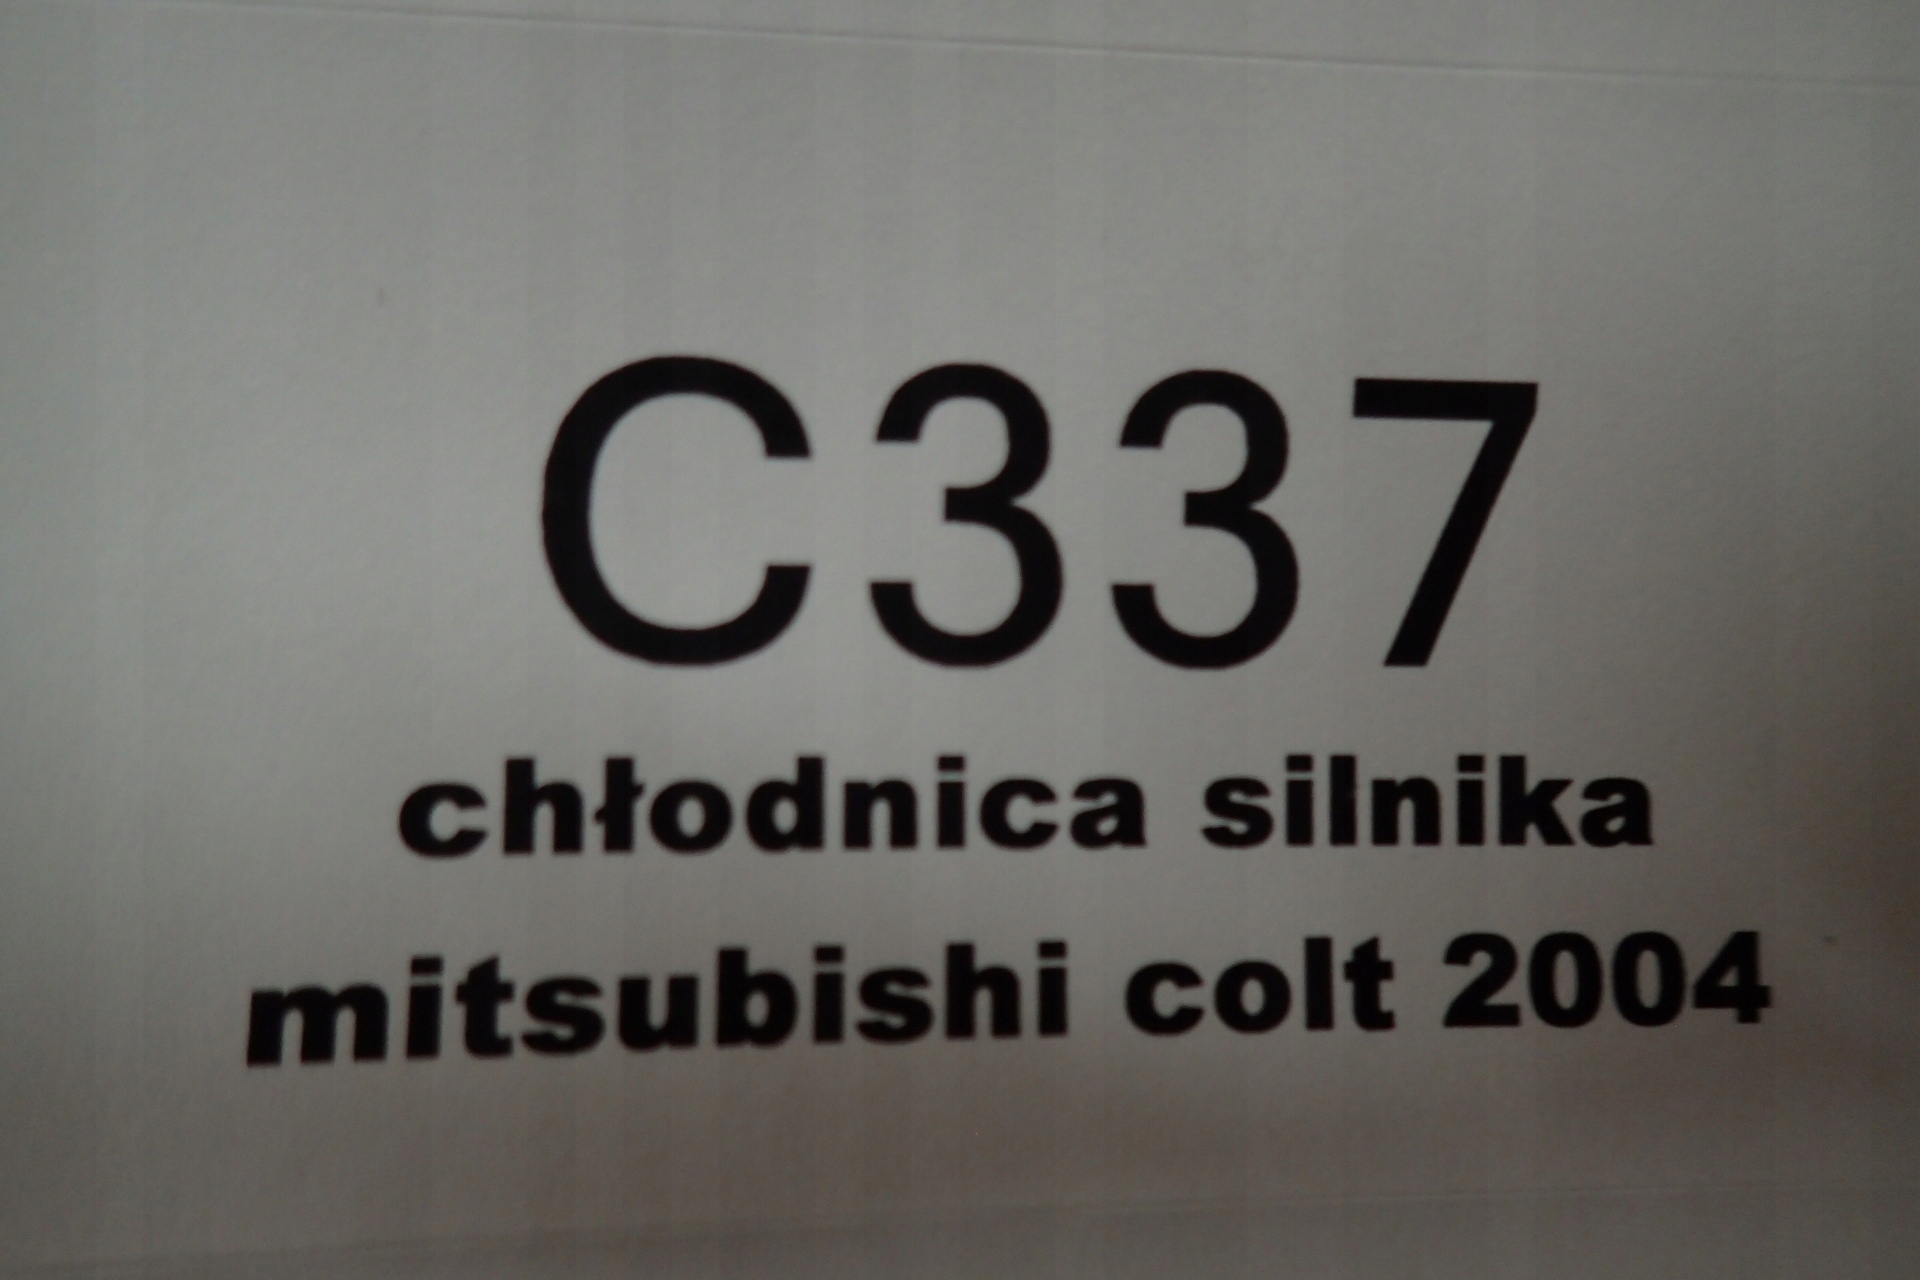 C337
chłodnica silnika
mitsubishi colt 2004